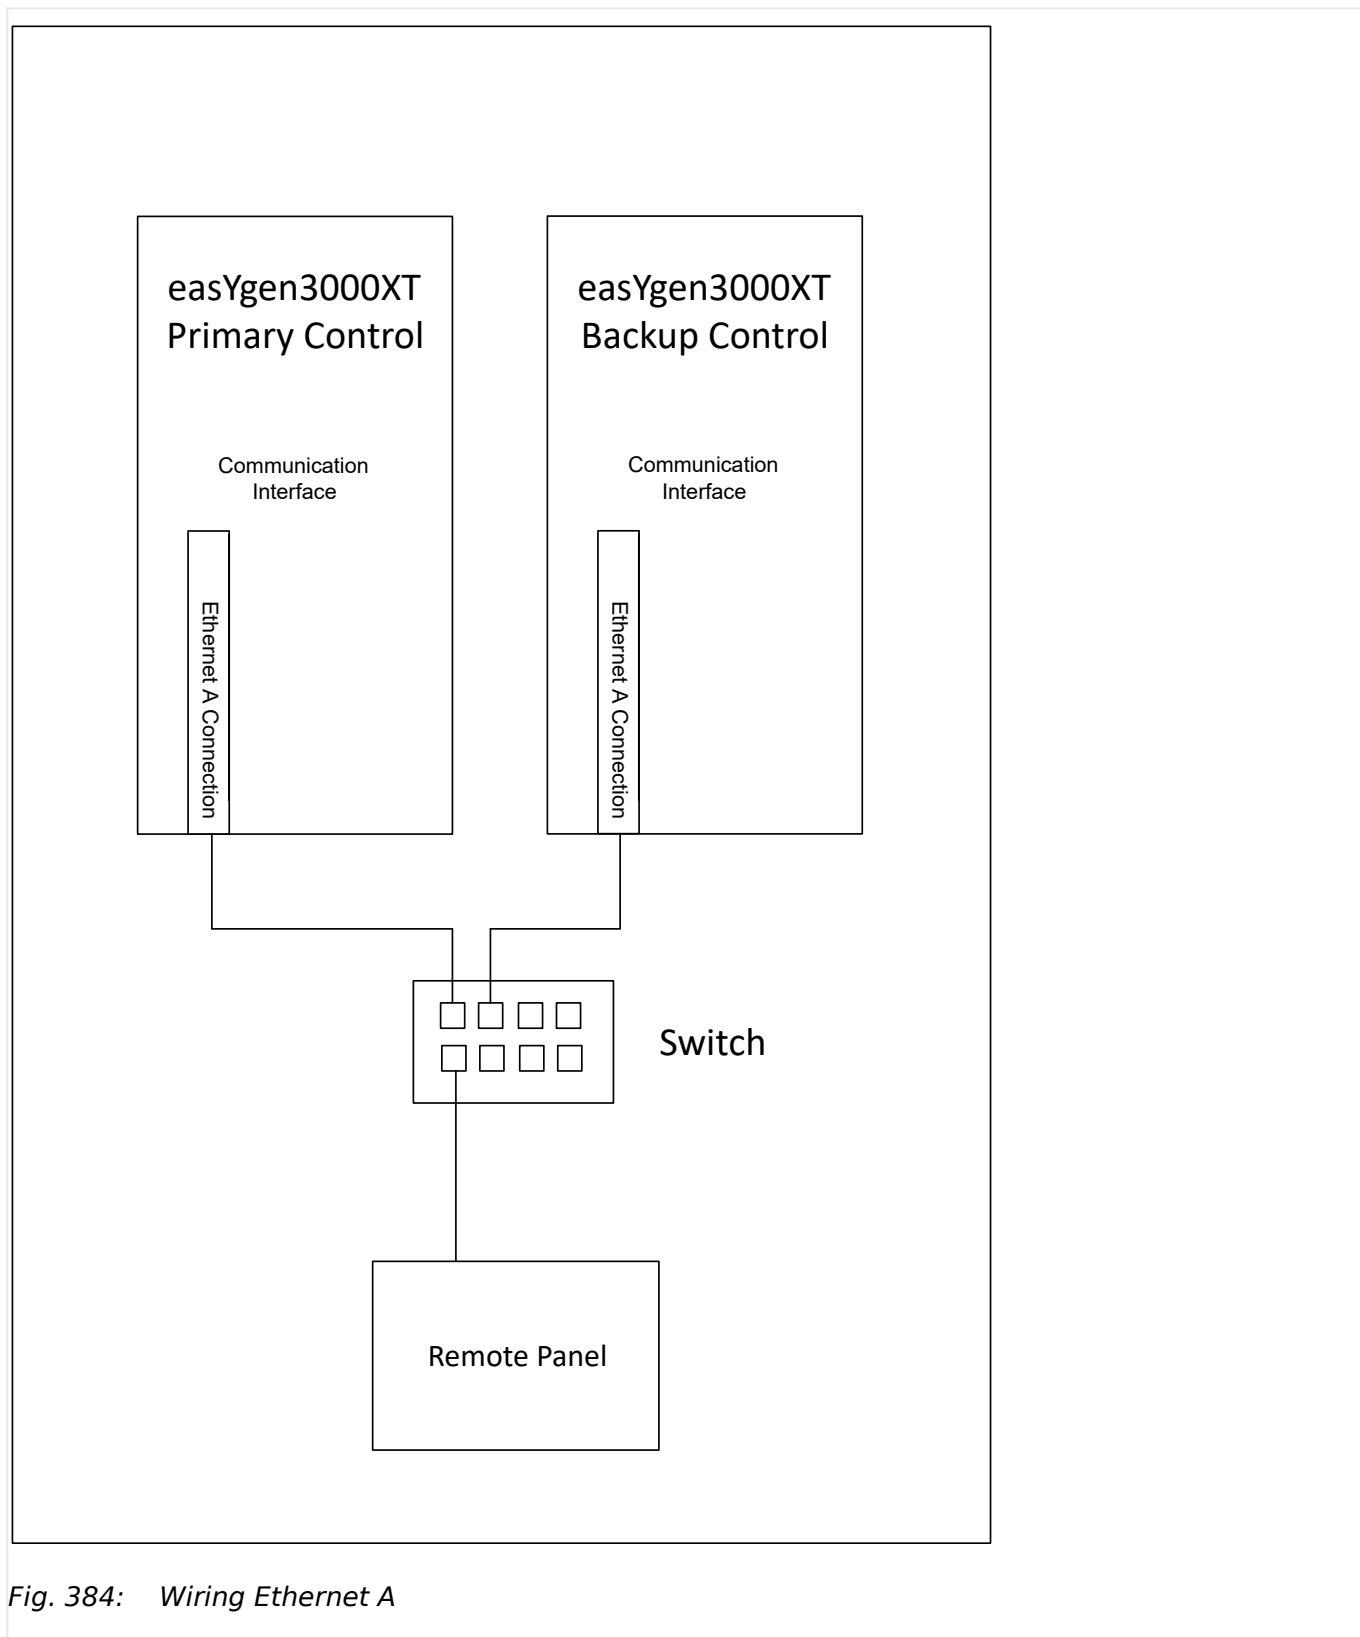 easYgen3000XT
Primary Control
easYgen3000XT
Backup Control
Communication
Interface
Communication
Interface
Ethernet A Connection
Ethernet A Connection
Switch
Remote Panel
Fig. 384: Wiring Ethernet A